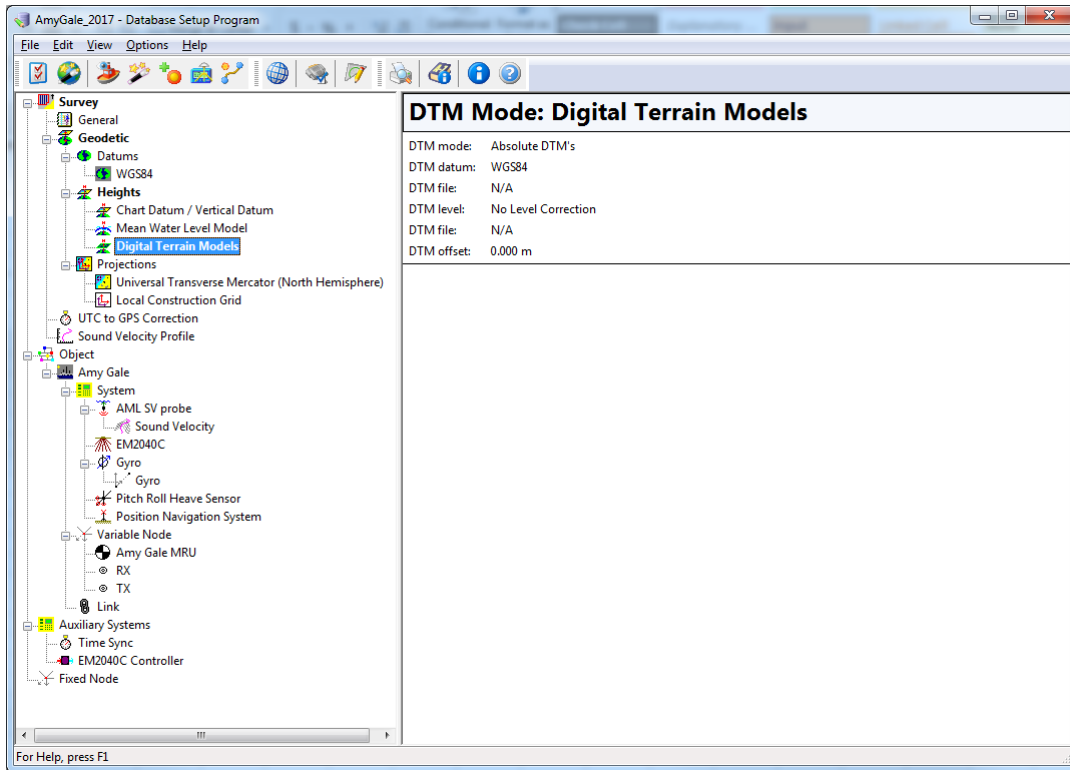 AmyGale_2017 - Database Setup Program
File Edit View Options Help
Survey
General
Geodetic
Datums
WGS84
Heights
Chart Datum / Vertical Datum
Mean Water Level Model
Digital Terrain Models
Projections
Universal Transverse Mercator (North Hemisphere)
Local Construction Grid
UTC to GPS Correction
Sound Velocity Profile
Object
Amy Gale
System
AML SV probe
Sound Velocity
EM2040C
Gyro
Gyro
Pitch Roll Heave Sensor
Position Navigation System
Variable Node
Amy Gale MRU
RX
TX
Link
Auxiliary Systems
Time Sync
EM2040C Controller
Fixed Node
DTM Mode: Digital Terrain Models
DTM mode: Absolute DTM's
DTM datum: WGS84
DTM file: N/A
DTM level: No Level Correction
DTM file: N/A
DTM offset: 0.000 m
For Help, press F1